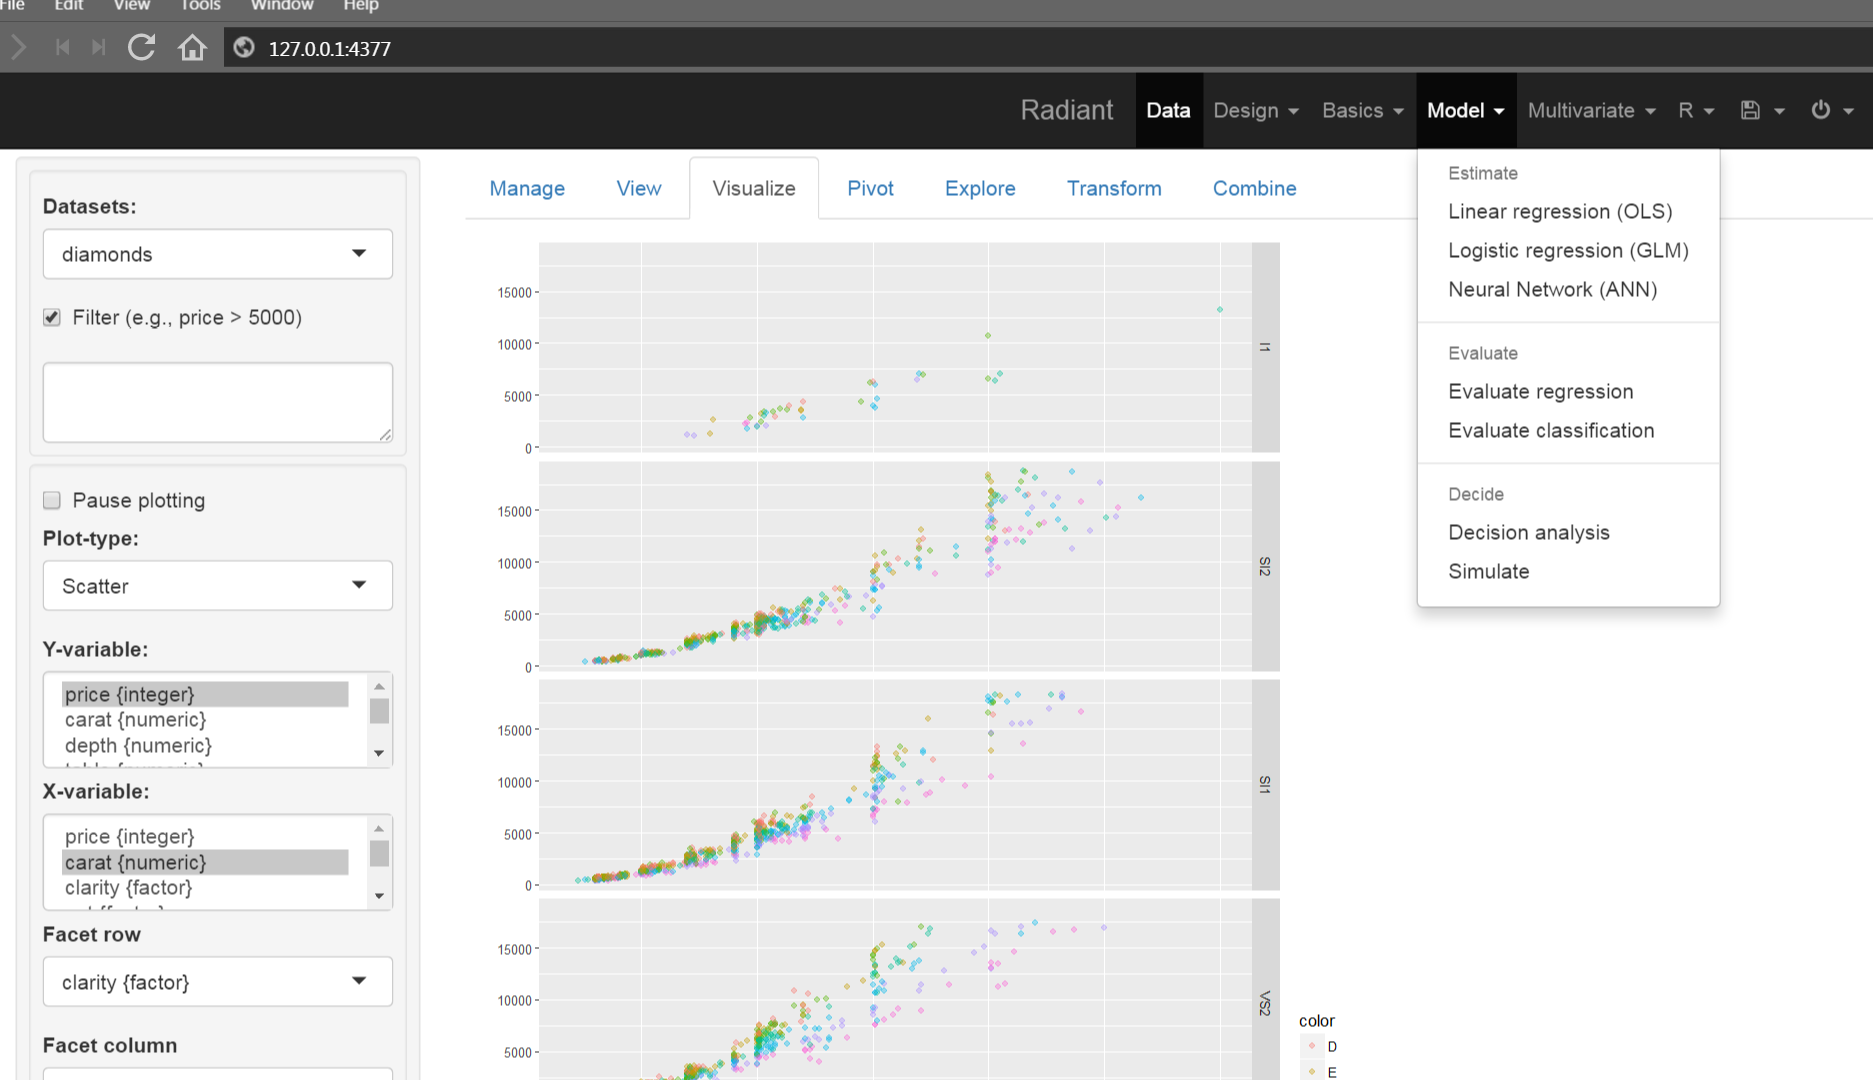 File Edit View Tools Window Help
127.0.0.1:4377
Radiant Data Design Basics Model Multivariate R
Manage View Visualize Pivot Explore Transform Combine
Datasets:
diamonds
Filter (e.g., price > 5000)
Pause plotting
Plot-type:
Scatter
Y-variable:
price {integer}
carat {numeric}
depth {numeric}
X-variable:
price {integer}
carat {numeric}
clarity {factor}
Facet row
clarity {factor}
Facet column
15000
10000
5000
0
I1
15000
10000
5000
0
SI2
15000
10000
5000
0
SI1
15000
10000
5000
VS2
color
D
E
Estimate
Linear regression (OLS)
Logistic regression (GLM)
Neural Network (ANN)
Evaluate
Evaluate regression
Evaluate classification
Decide
Decision analysis
Simulate